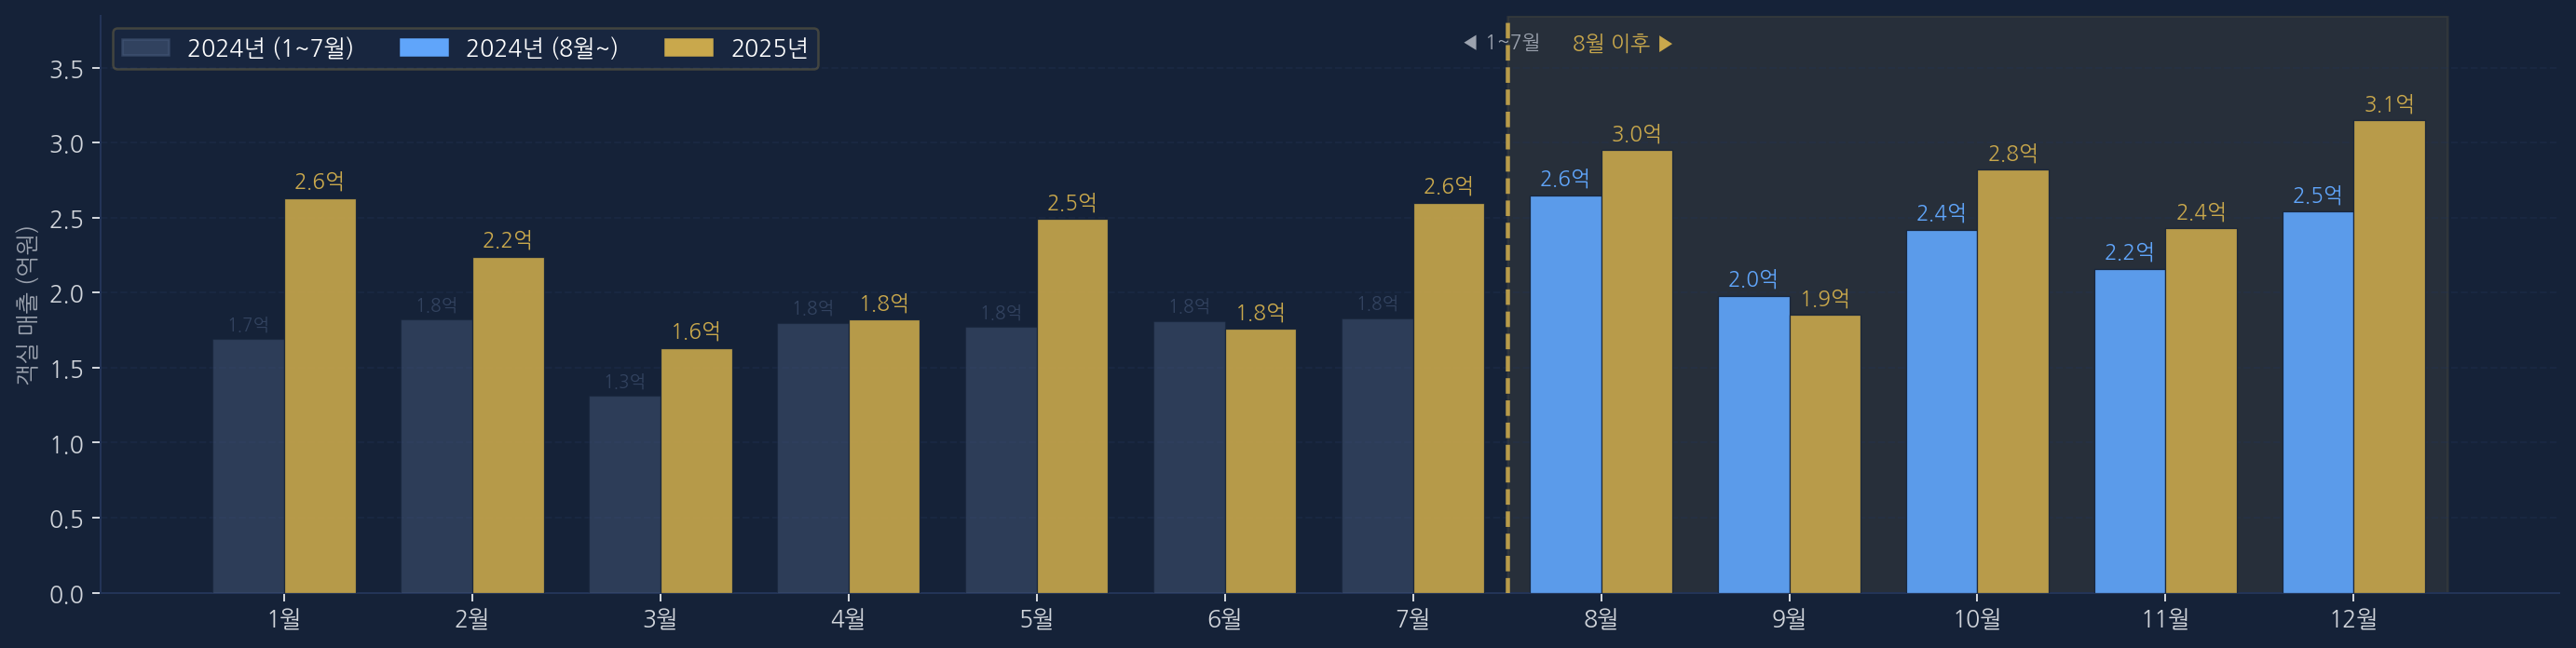 2024년 (1~7월) 2024년 (8월~) 2025년
◀ 1~7월 8월 이후 ▶
객실 매출 (억원)
3.5
3.0
2.5
2.0
1.5
1.0
0.5
0.0
1.7억 2.6억
1.8억 2.2억
1.3억 1.6억
1.8억 1.8억
1.8억 2.5억
1.8억 1.8억
1.8억 2.6억
2.6억 3.0억
2.0억 1.9억
2.4억 2.8억
2.2억 2.4억
2.5억 3.1억
1월 2월 3월 4월 5월 6월 7월 8월 9월 10월 11월 12월